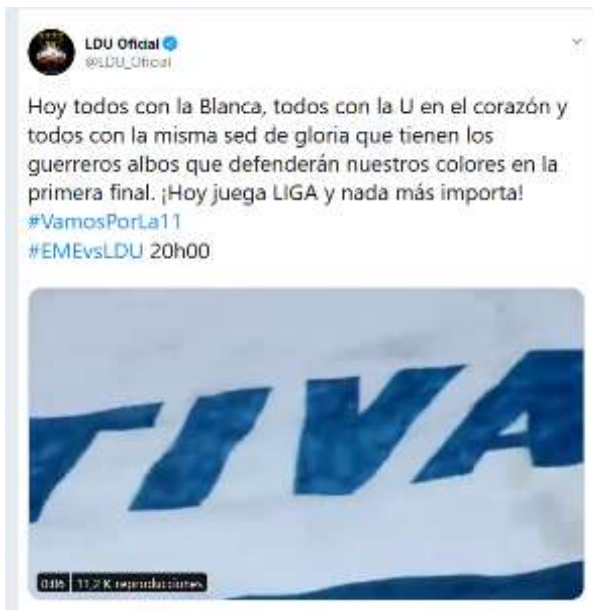 LDU Oficial
@LDU_Oficial
Hoy todos con la Blanca, todos con la U en el corazón y
todos con la misma sed de gloria que tienen los
guerreros albos que defenderán nuestros colores en la
primera final. ¡Hoy juega LIGA y nada más importa!
#VamosPorLa11
#EMEvsLDU 20h00
TIVA
0:06 11,2 K reproducciones